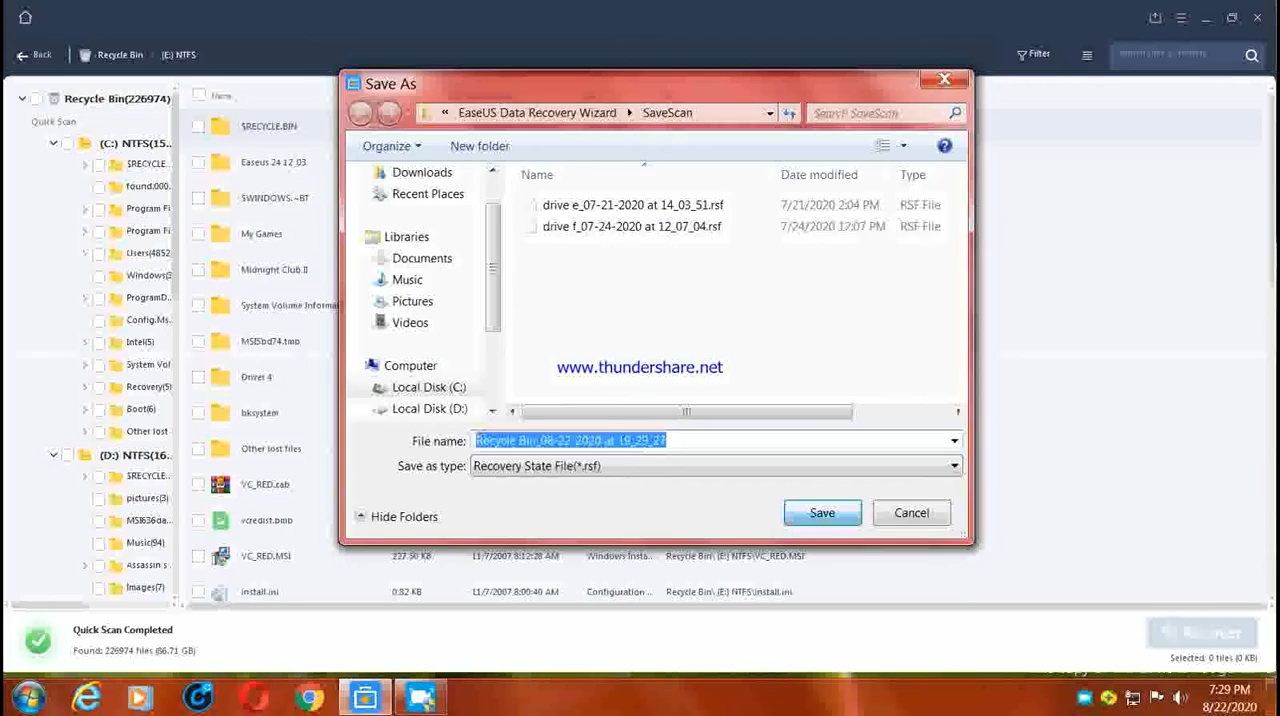 Back
Recycle Bin
(E:) NTFS
Filter
Recycle Bin(226974)
Quick Scan
(C:) NTFS(15...
$RECYCLE...
found.000...
Program Fi
Program Fi
Users(4852
Windows(3
ProgramD...
Config.Ms
Intel(5)
System Vol
Recovery(5)
Boot(6)
Other lost
(D:) NTFS(16...
$RECYCLE...
pictures(3)
MSI636da...
Music(94)
Assassin's
Images(7)
Name
$RECYCLE.BIN
Easeus 24 12_03
$WINDOWS.~BT
My Games
Midnight Club II
System Volume Informa
MSI5bd74.tmp
Driver 4
bksystem
Other lost files
VC_RED.cab
vcredist.bmp
VC_RED.MSI 227.50 KB 11/7/2007 8:12:28 AM Windows Insta... Recycle Bin\ (E:) NTFS\VC_RED.MSI
install.ini 0.82 KB 11/7/2007 8:00:40 AM Configuration ... Recycle Bin\ (E:) NTFS\install.ini
Save As
« EaseUS Data Recovery Wizard SaveScan
Search SaveScan
Organize New folder
Downloads
Recent Places
Libraries
Documents
Music
Pictures
Videos
Computer
Local Disk (C:)
Local Disk (D:)
Name Date modified Type
drive e_07-21-2020 at 14_03_51.rsf 7/21/2020 2:04 PM RSF File
drive f_07-24-2020 at 12_07_04.rsf 7/24/2020 12:07 PM RSF File
www.thundershare.net
File name: Recycle Bin_08-22-2020 at 19_29_27
Save as type: Recovery State File(*.rsf)
Hide Folders
Save Cancel
Quick Scan Completed
Found: 226974 files (86.71 GB)
Selected: 0 files (0 KB)
7:29 PM
8/22/2020